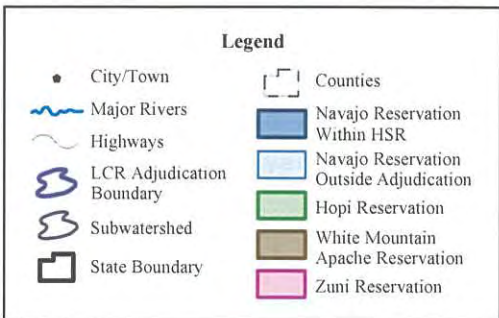 Legend
City/Town
Major Rivers
Highways
LCR Adjudication
Boundary
Subwatershed
State Boundary
Counties
Navajo Reservation
Within HSR
Navajo Reservation
Outside Adjudication
Hopi Reservation
White Mountain
Apache Reservation
Zuni Reservation